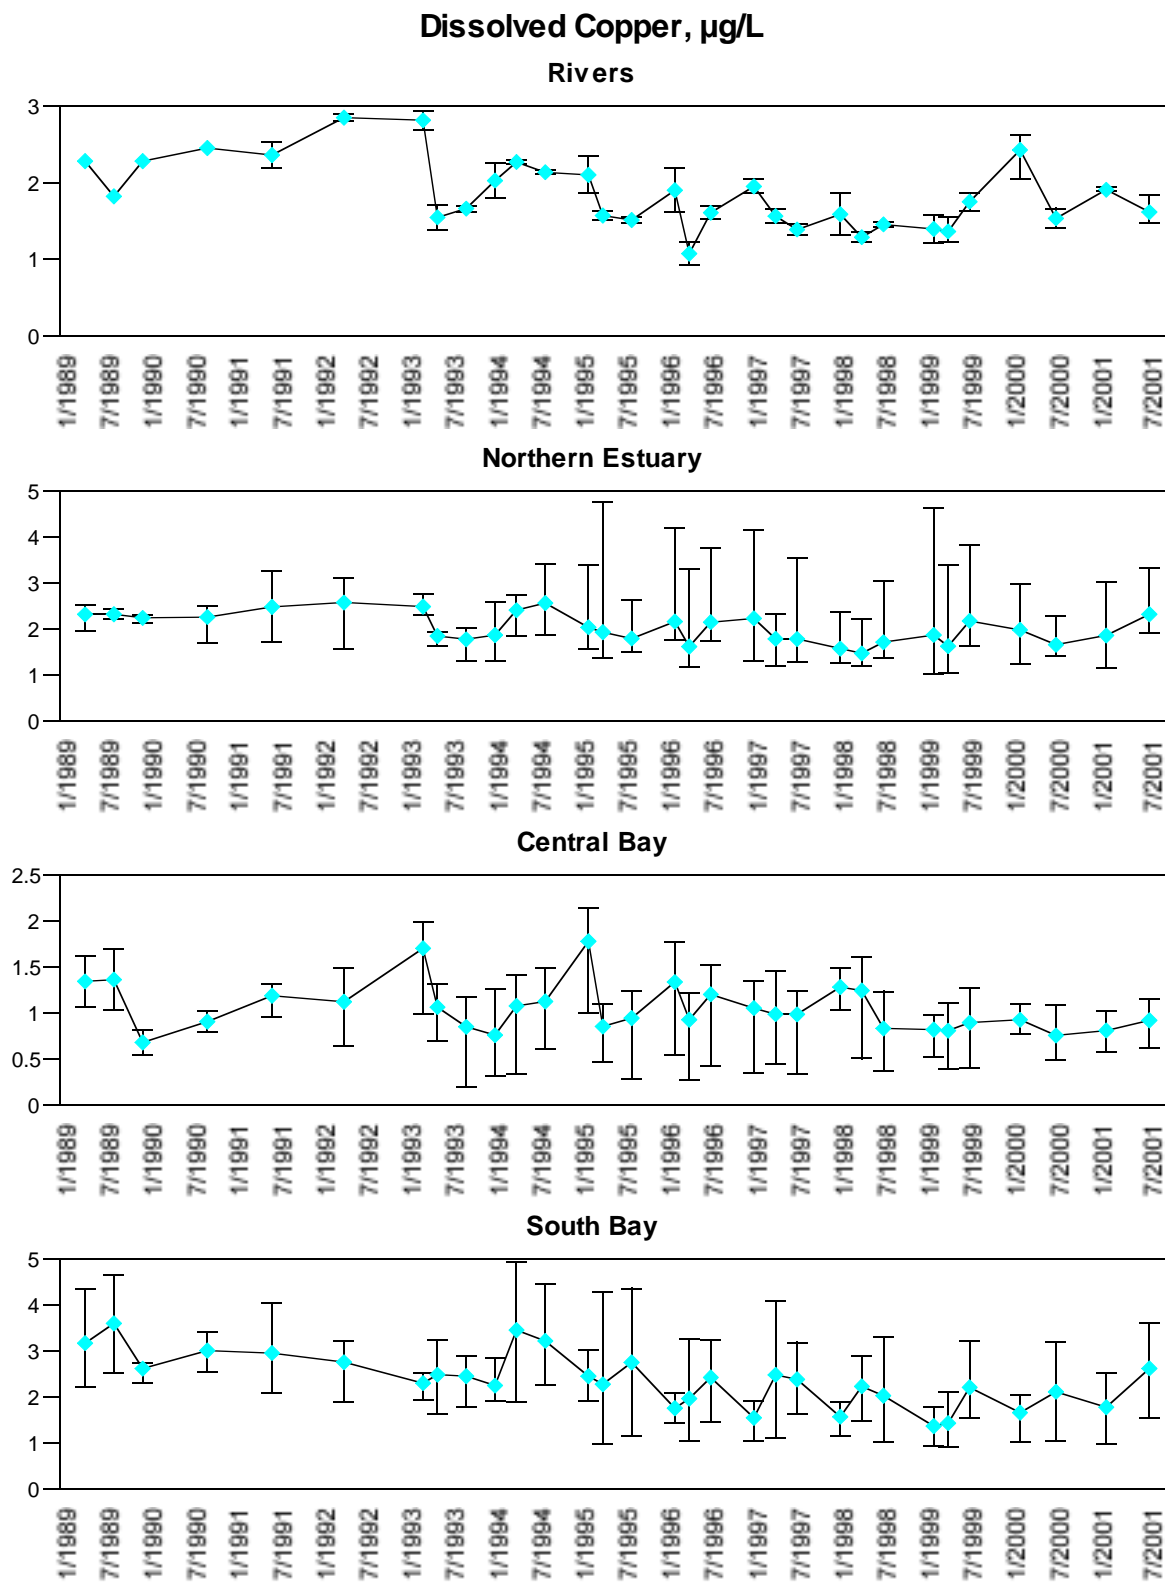 Dissolved Copper, µg/L
Rivers
3
2
1
0
1/1989 7/1989 1/1990 7/1990 1/1991 7/1991 1/1992 7/1992 1/1993 7/1993 1/1994 7/1994 1/1995 7/1995 1/1996 7/1996 1/1997 7/1997 1/1998 7/1998 1/1999 7/1999 1/2000 7/2000 1/2001 7/2001
Northern Estuary
5
4
3
2
1
0
1/1989 7/1989 1/1990 7/1990 1/1991 7/1991 1/1992 7/1992 1/1993 7/1993 1/1994 7/1994 1/1995 7/1995 1/1996 7/1996 1/1997 7/1997 1/1998 7/1998 1/1999 7/1999 1/2000 7/2000 1/2001 7/2001
Central Bay
2.5
2
1.5
1
0.5
0
1/1989 7/1989 1/1990 7/1990 1/1991 7/1991 1/1992 7/1992 1/1993 7/1993 1/1994 7/1994 1/1995 7/1995 1/1996 7/1996 1/1997 7/1997 1/1998 7/1998 1/1999 7/1999 1/2000 7/2000 1/2001 7/2001
South Bay
5
4
3
2
1
0
1/1989 7/1989 1/1990 7/1990 1/1991 7/1991 1/1992 7/1992 1/1993 7/1993 1/1994 7/1994 1/1995 7/1995 1/1996 7/1996 1/1997 7/1997 1/1998 7/1998 1/1999 7/1999 1/2000 7/2000 1/2001 7/2001